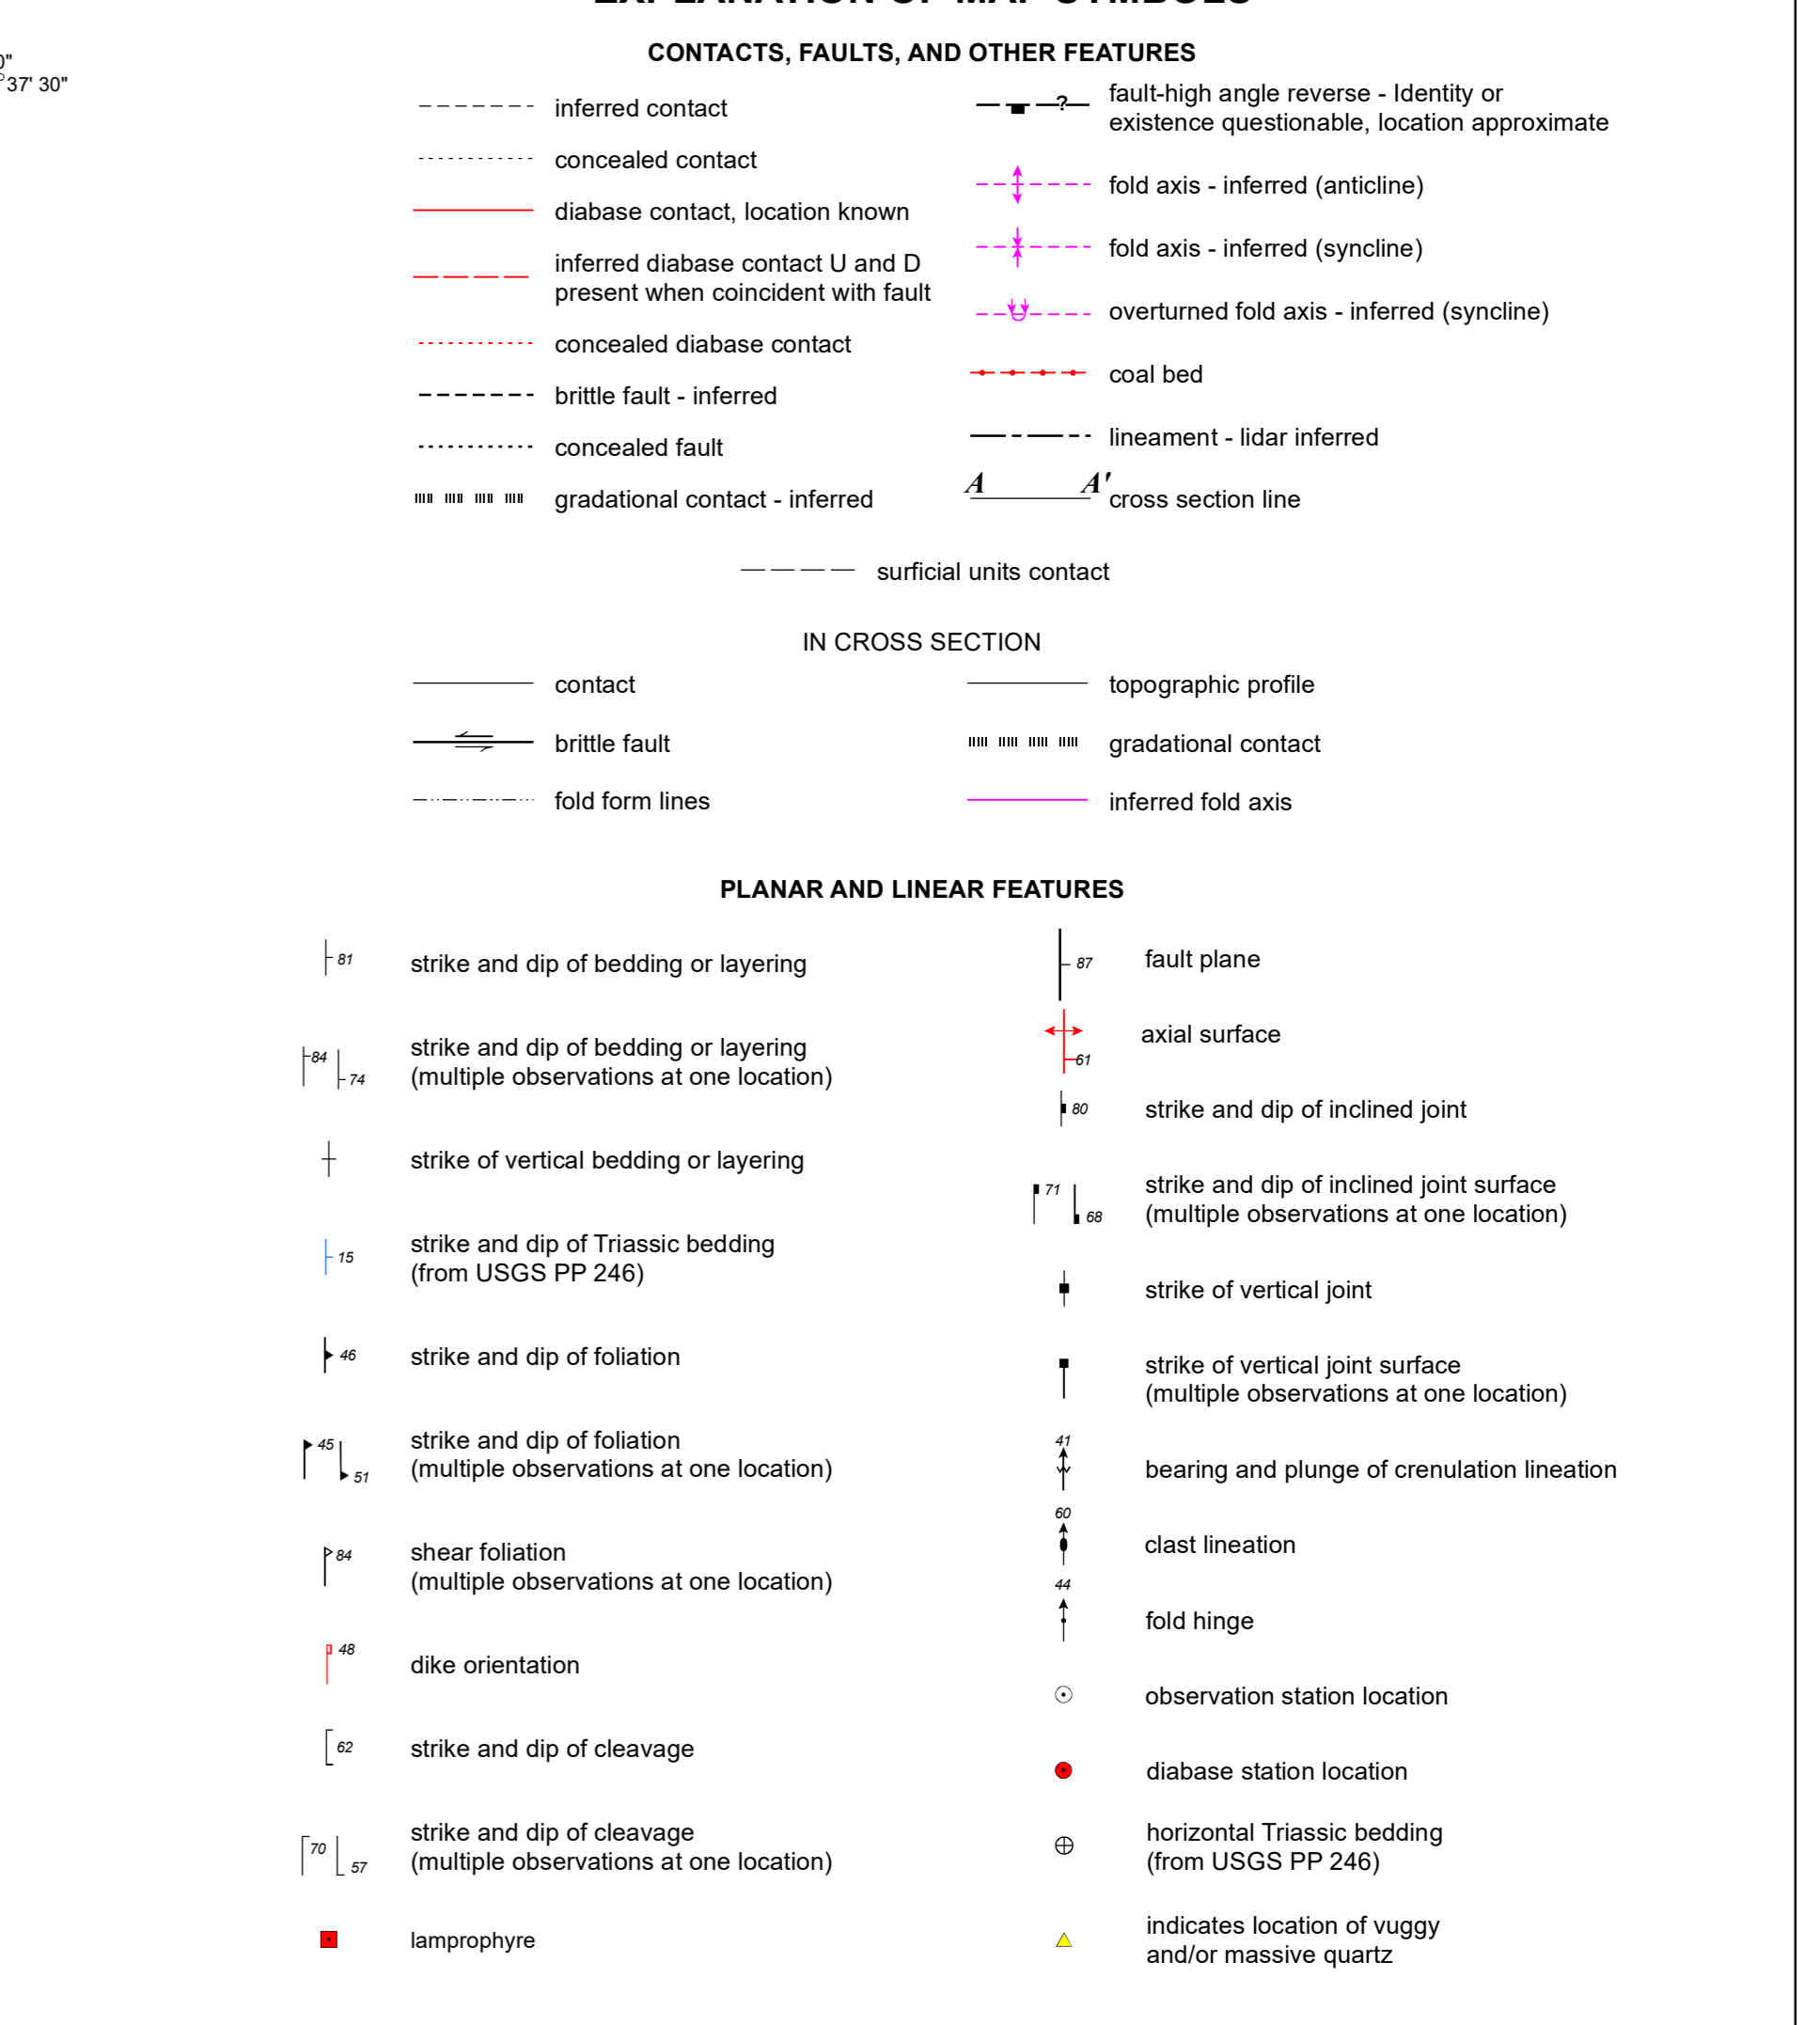 EXPLANATION OF MAP SYMBOLS
0"
°37' 30"
CONTACTS, FAULTS, AND OTHER FEATURES
inferred contact
concealed contact
diabase contact, location known
inferred diabase contact U and D
present when coincident with fault
concealed diabase contact
brittle fault - inferred
concealed fault
gradational contact - inferred
?
fault-high angle reverse - Identity or
existence questionable, location approximate
fold axis - inferred (anticline)
fold axis - inferred (syncline)
overturned fold axis - inferred (syncline)
coal bed
lineament - lidar inferred
A A' cross section line
surficial units contact
IN CROSS SECTION
contact
brittle fault
fold form lines
topographic profile
gradational contact
inferred fold axis
PLANAR AND LINEAR FEATURES
81 strike and dip of bedding or layering
84 74 strike and dip of bedding or layering
(multiple observations at one location)
strike of vertical bedding or layering
15 strike and dip of Triassic bedding
(from USGS PP 246)
46 strike and dip of foliation
45 51 strike and dip of foliation
(multiple observations at one location)
84 shear foliation
(multiple observations at one location)
48 dike orientation
62 strike and dip of cleavage
70 57 strike and dip of cleavage
(multiple observations at one location)
lamprophyre
87 fault plane
61 axial surface
80 strike and dip of inclined joint
71 68 strike and dip of inclined joint surface
(multiple observations at one location)
strike of vertical joint
strike of vertical joint surface
(multiple observations at one location)
41 bearing and plunge of crenulation lineation
60 clast lineation
44 fold hinge
observation station location
diabase station location
horizontal Triassic bedding
(from USGS PP 246)
indicates location of vuggy
and/or massive quartz